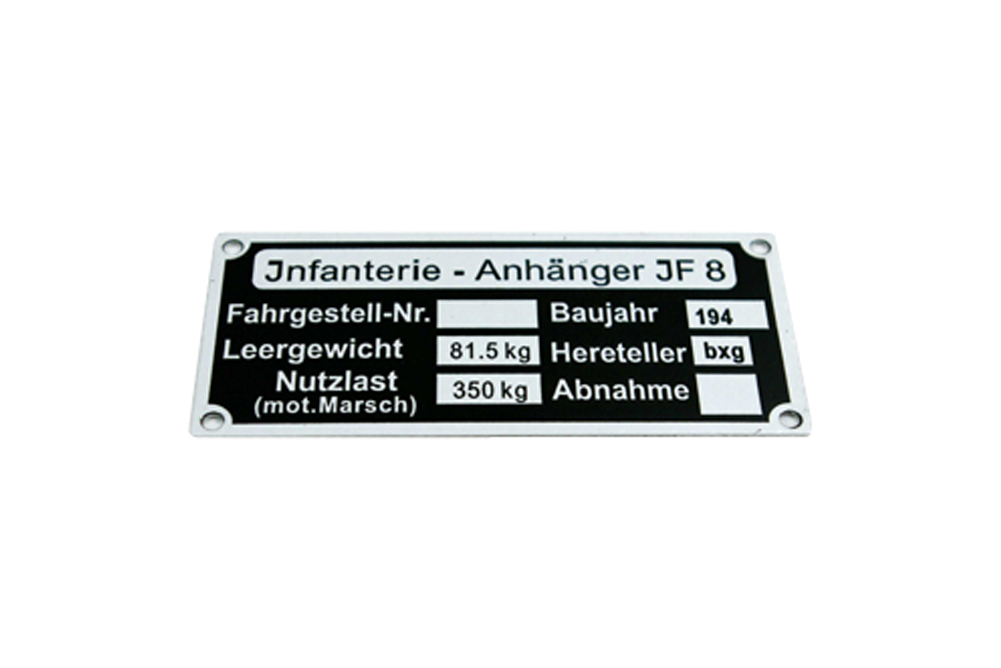 Jnfanterie - Anhänger JF 8
Fahrgestell-Nr. Baujahr 194
Leergewicht 81.5 kg Hereteller bxg
Nutzlast 350 kg Abnahme
(mot.Marsch)